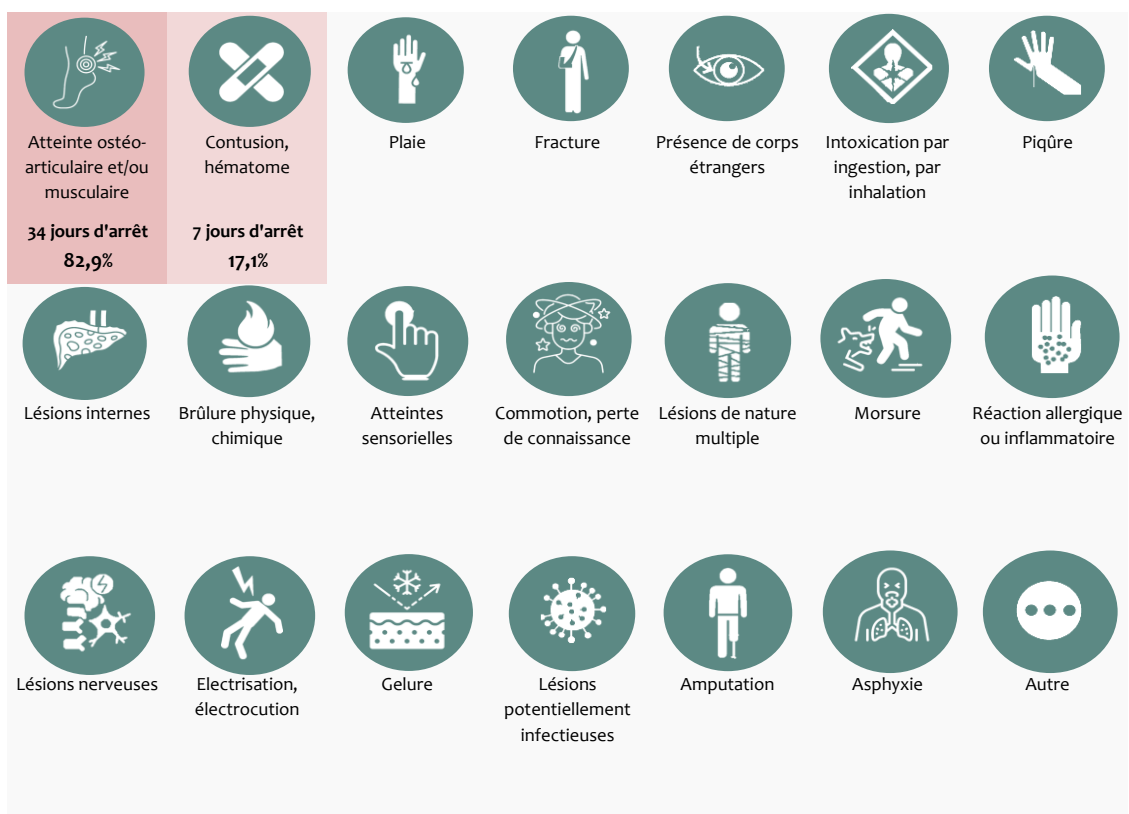 Atteinte ostéo-
articulaire et/ou
musculaire
34 jours d'arrêt
82,9%
Contusion,
hématome
7 jours d'arrêt
17,1%
Plaie
Fracture
Présence de corps
étrangers
Intoxication par
ingestion, par
inhalation
Piqûre
Lésions internes
Brûlure physique,
chimique
Atteintes
sensorielles
Commotion, perte
de connaissance
Lésions de nature
multiple
Morsure
Réaction allergique
ou inflammatoire
Lésions nerveuses
Electrisation,
électrocution
Gelure
Lésions
potentiellement
infectieuses
Amputation
Asphyxie
Autre